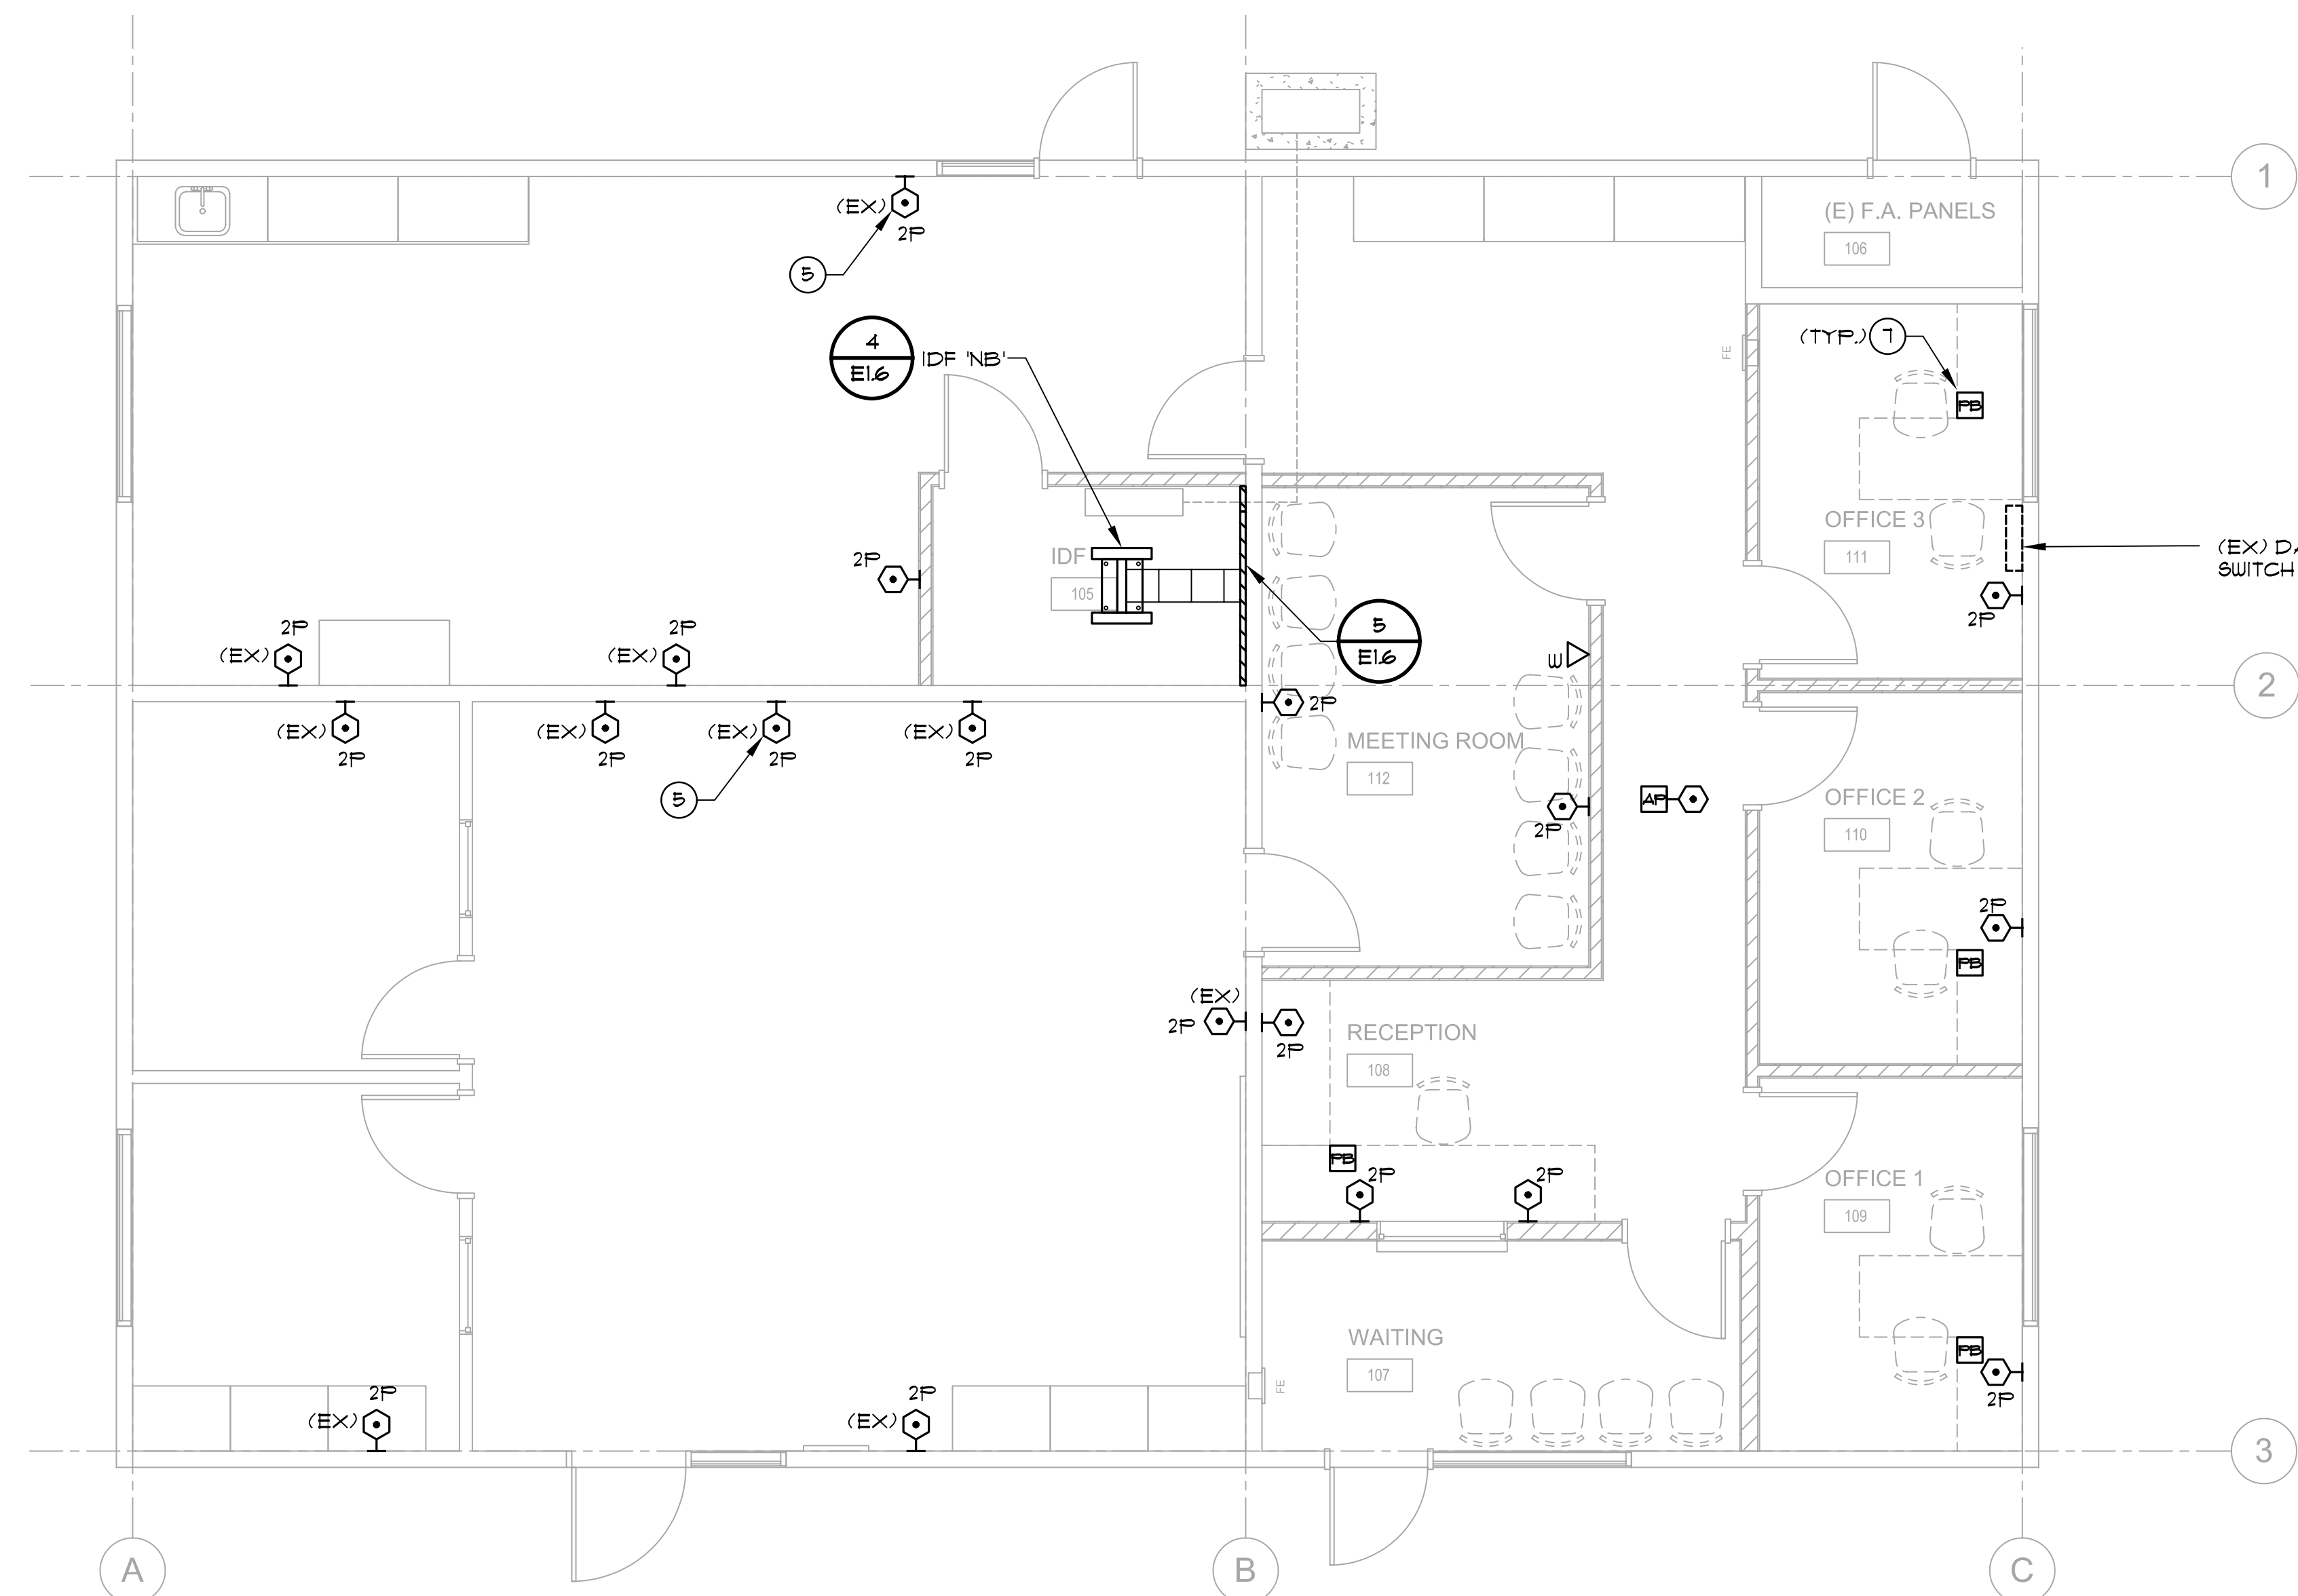 1
(E) F.A. PANELS
106
(EX)
2P
5
4
E1.6
IDF 'NB'
(TYP.) 7
FE
PB
OFFICE 3
111
(EX)
SWITCH
2P
IDF
105
2P
5
E1.6
W
2P
(EX)
2P
(EX)
2P
2
(EX)
2P
(EX)
2P
(EX)
2P
(EX)
2P
5
MEETING ROOM
112
2P
AP
OFFICE 2
110
2P
PB
(EX)
2P
2P
RECEPTION
108
PB
2P
2P
OFFICE 1
109
PB
2P
WAITING
107
FE
2P
(EX)
2P
(EX)
3
A
B
C